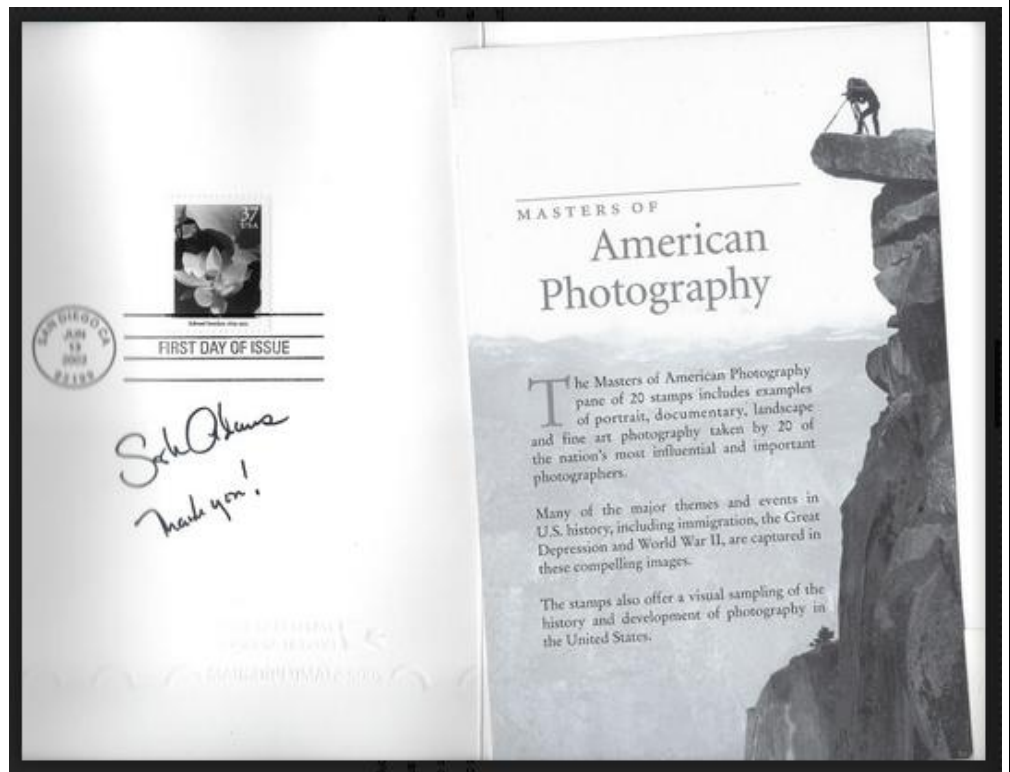 37
USA
SAN DIEGO CA
JUN
13
2002
92199
FIRST DAY OF ISSUE
Thank you!
MASTERS OF
American
Photography
The Masters of American Photography
pane of 20 stamps includes examples
of portrait, documentary, landscape
and fine art photography taken by 20 of
the nation's most influential and important
photographers.
Many of the major themes and events in
U.S. history, including immigration, the Great
Depression and World War II, are captured in
these compelling images.
The stamps also offer a visual sampling of the
history and development of photography in
the United States.